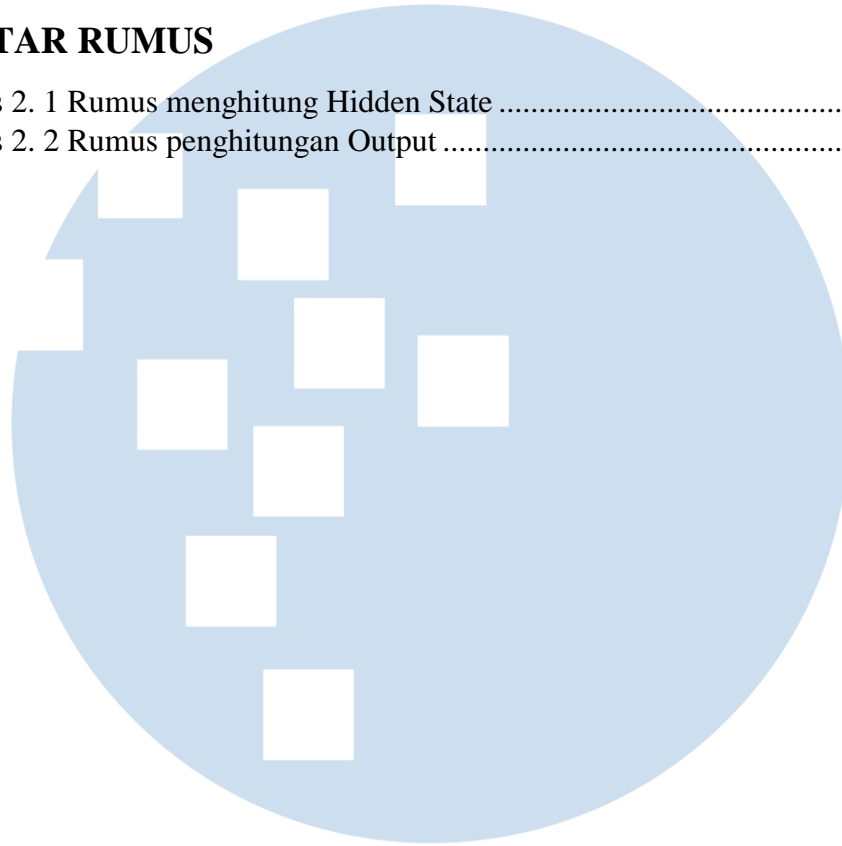 TAR RUMUS
s 2. 1 Rumus menghitung Hidden State ............................................
s 2. 2 Rumus penghitungan Output ...................................................